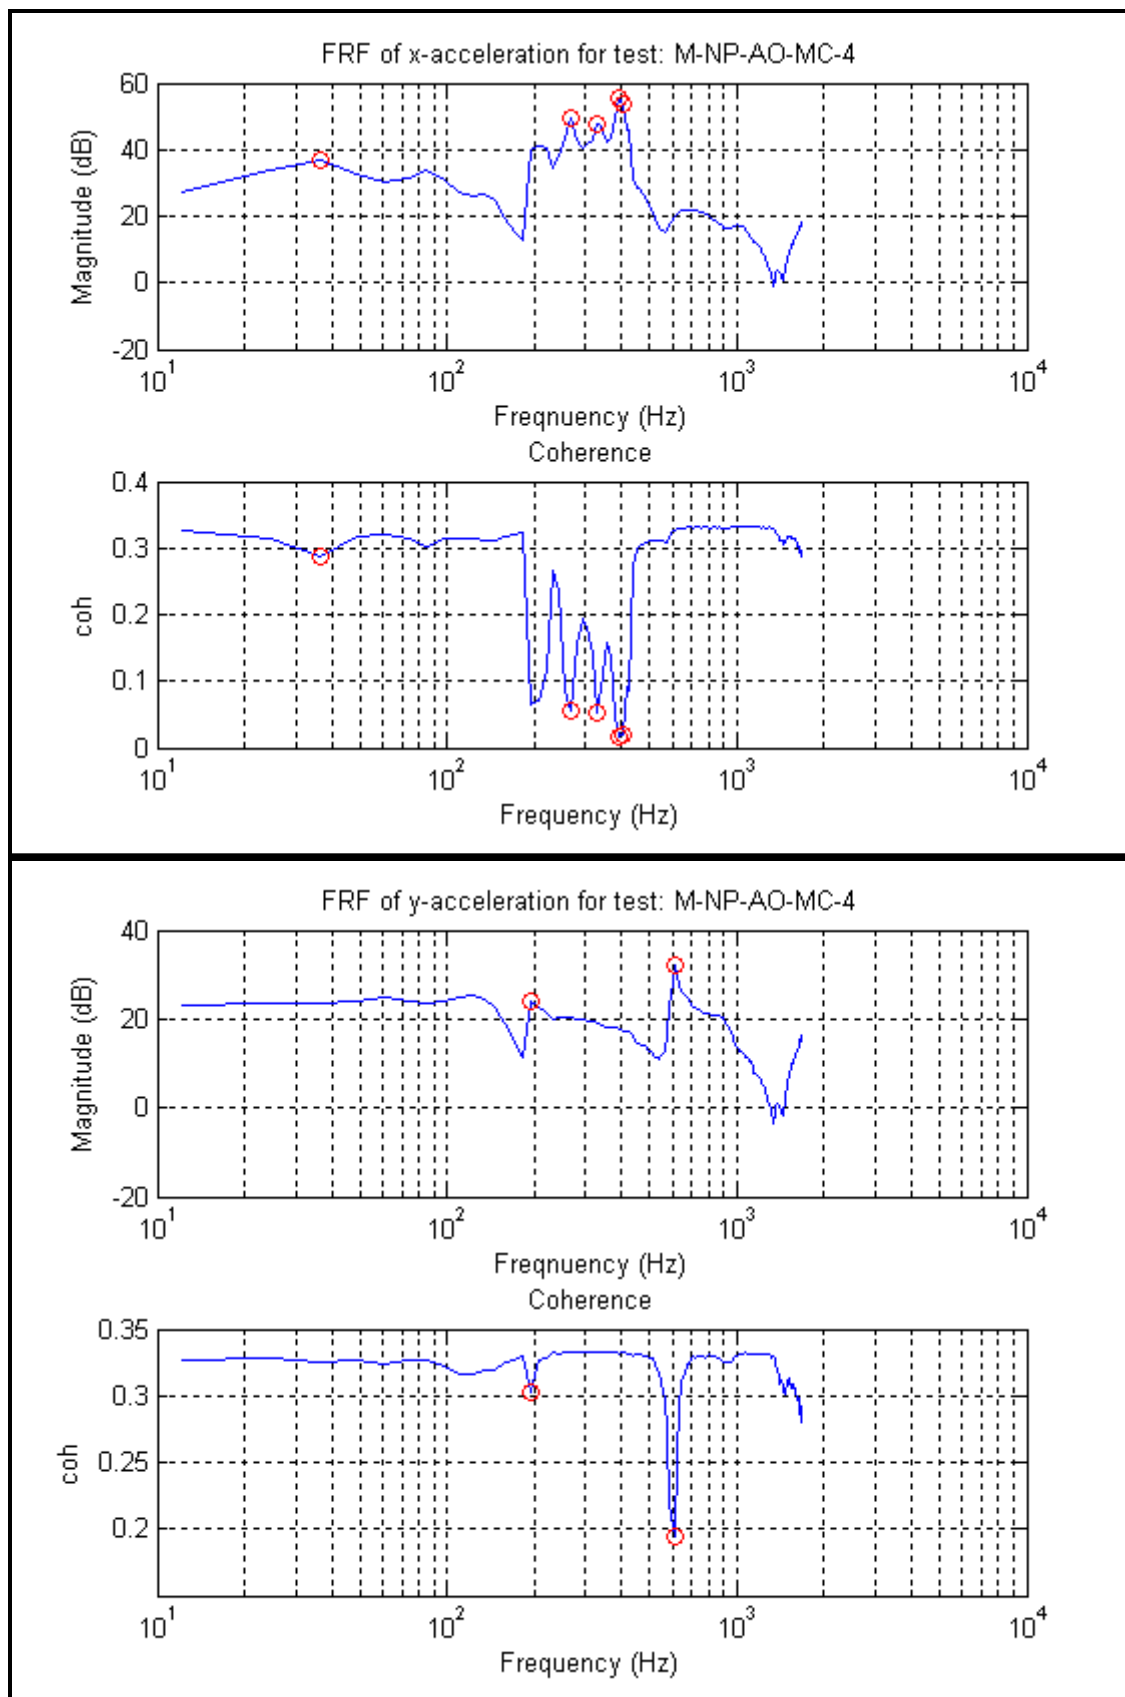 FRF of x-acceleration for test: M-NP-AO-MC-4
60
40
20
0
-20
Magnitude (dB)
10^1 10^2 10^3 10^4
Freqnuency (Hz)
Coherence
0.4
0.3
0.2
0.1
0
coh
10^1 10^2 10^3 10^4
Frequency (Hz)
FRF of y-acceleration for test: M-NP-AO-MC-4
40
20
0
-20
Magnitude (dB)
10^1 10^2 10^3 10^4
Freqnuency (Hz)
Coherence
0.35
0.3
0.25
0.2
coh
10^1 10^2 10^3 10^4
Frequency (Hz)